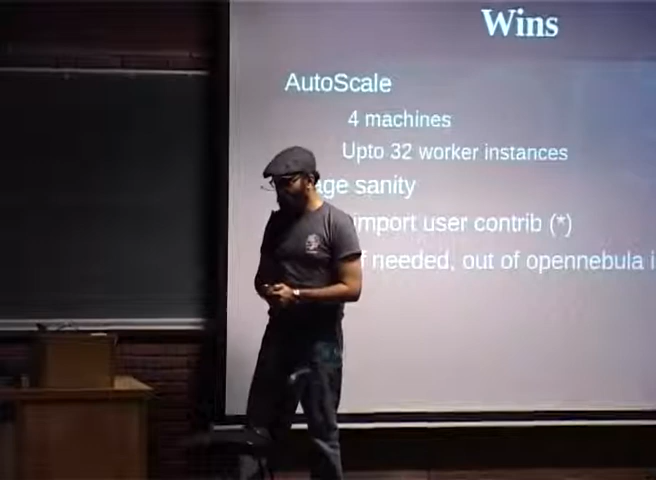 Wins
AutoScale
4 machines
Upto 32 worker instances
age sanity
import user contrib (*)
f needed, out of opennebula i